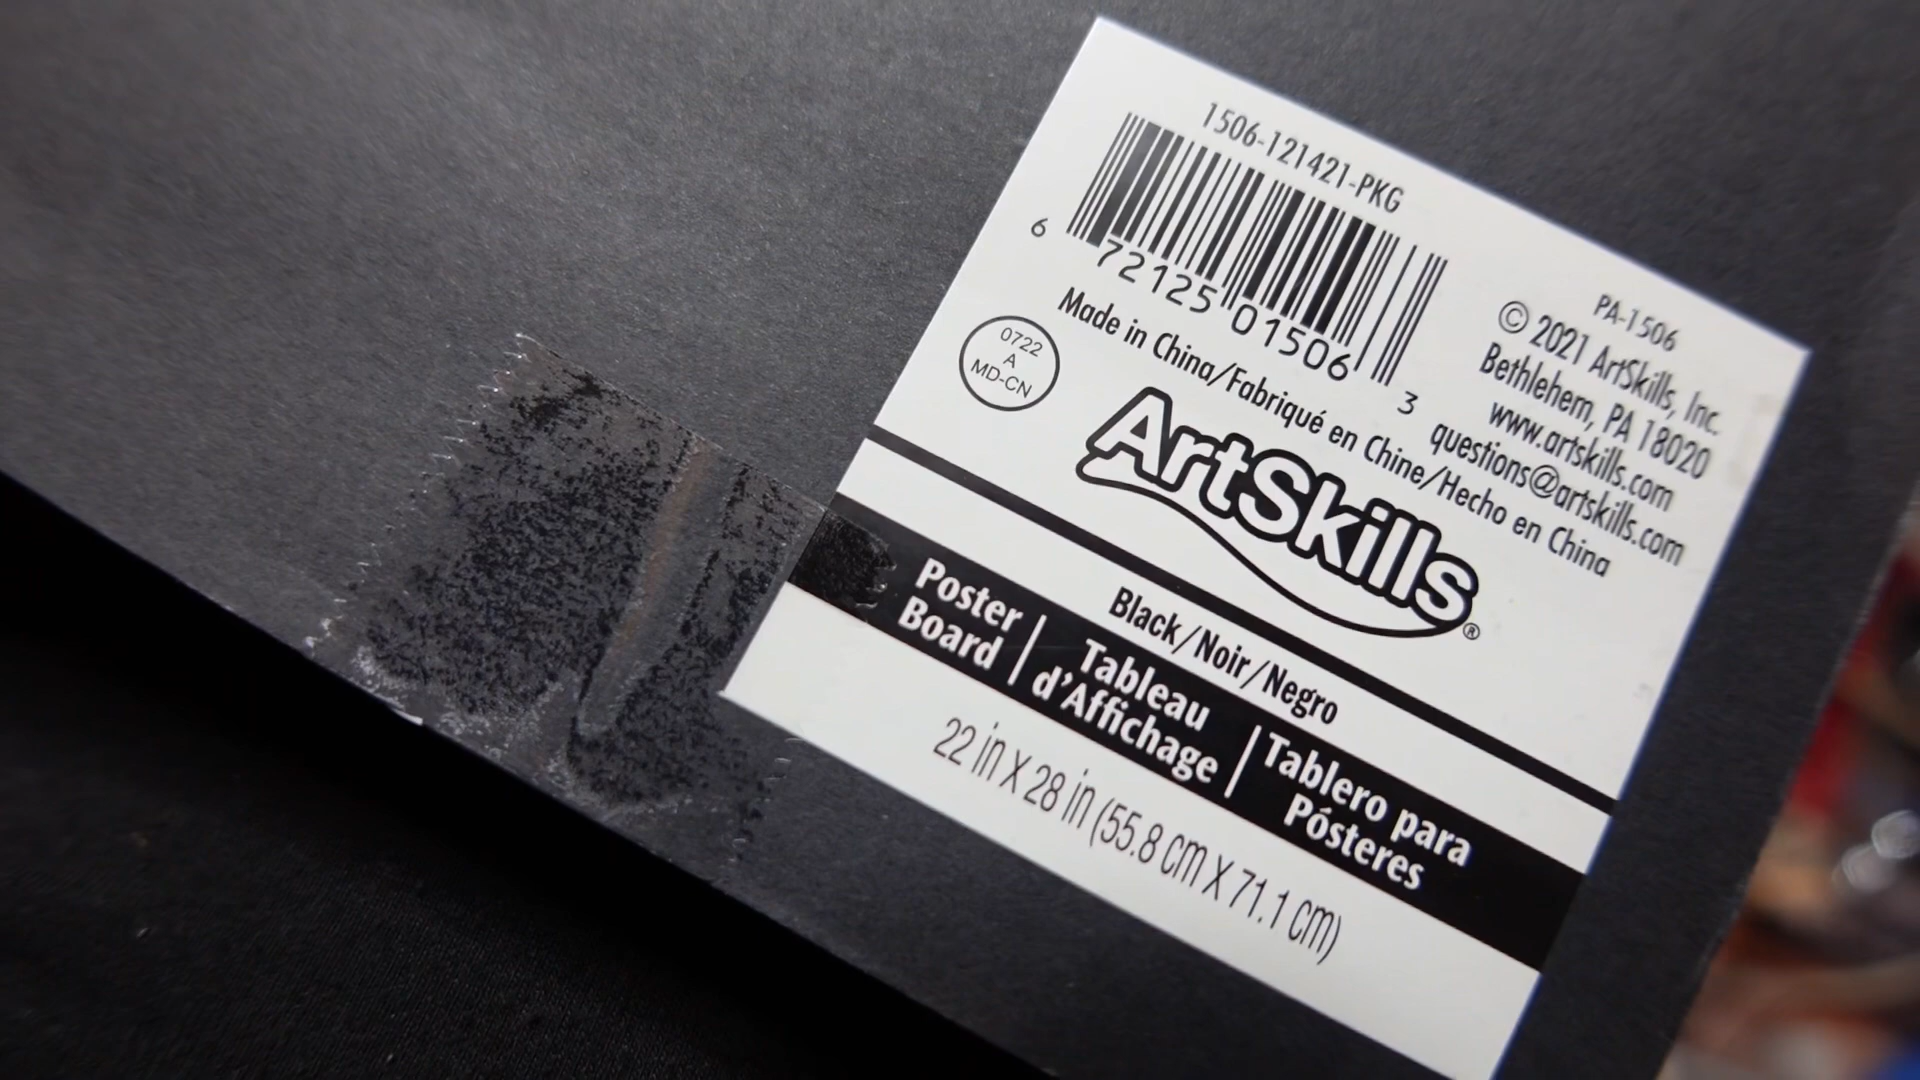 1506-121421-PKG
6 72125 01506 3
PA-1506
© 2021 ArtSkills, Inc.
Bethlehem, PA 18020
www.artskills.com
questions@artskills.com
Made in China/Fabriqué en Chine/Hecho en China
0722
A
MD-CN
ArtSkills®
Black/Noir/Negro
Poster
Board
Tableau
d'Affichage
Tablero para
Pósteres
22 in X 28 in (55.8 cm X 71.1 cm)